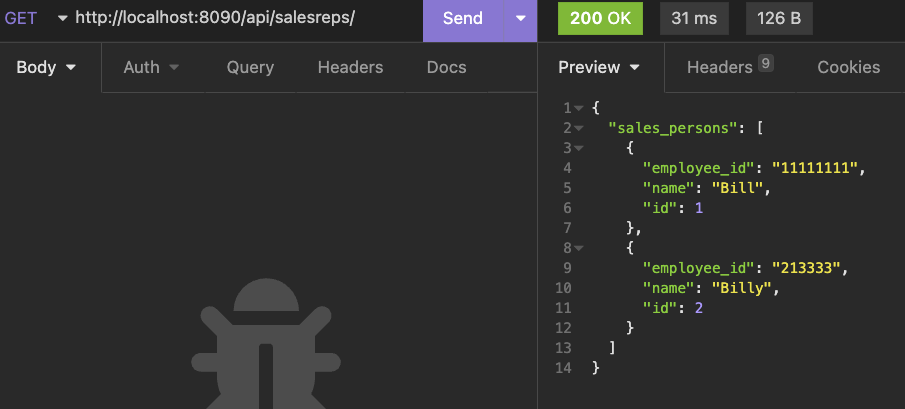 GET http://localhost:8090/api/salesreps/ Send 200 OK 31 ms 126 B
Body Auth Query Headers Docs Preview Headers 9 Cookies
1 {
2 "sales_persons": [
3 {
4 "employee_id": "11111111",
5 "name": "Bill",
6 "id": 1
7 },
8 {
9 "employee_id": "213333",
10 "name": "Billy",
11 "id": 2
12 }
13 ]
14 }